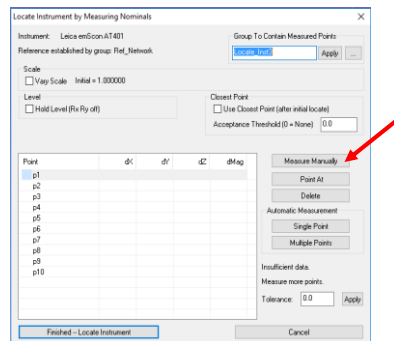 Locate Instrument by Measuring Nominals
Instrument: Leica emScon AT401
Reference established by group: Ref_Network
Group To Contain Measured Points
Locate_Inst3
Apply
...
Scale
Vary Scale Initial = 1.000000
Level
Hold Level (Rx Ry off)
Closest Point
Use Closest Point (after initial locate)
Acceptance Threshold (0 = None) 0.0
Point dX dY dZ dMag
p1
p2
p3
p4
p5
p6
p7
p8
p9
p10
Measure Manually
Point At
Delete
Automatic Measurement
Single Point
Multiple Points
Insufficient data.
Measure more points.
Tolerance: 0.0 Apply
Finished -- Locate Instrument
Cancel